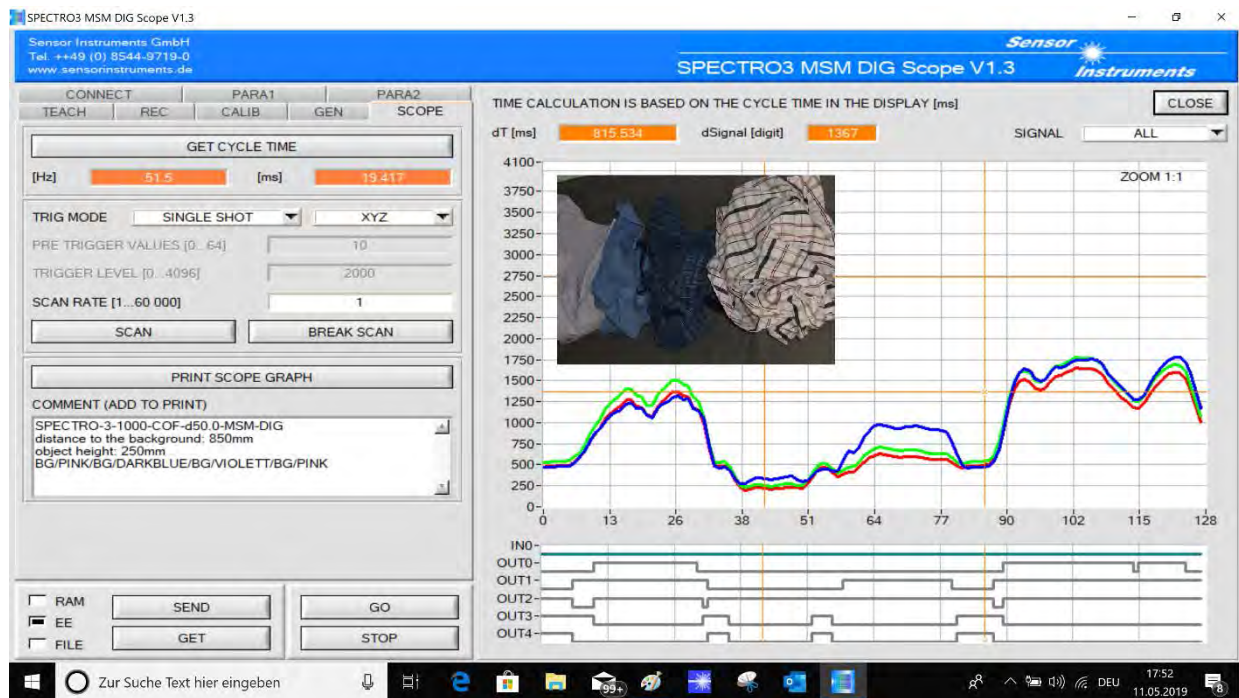 SPECTRO3 MSM DIG Scope V1.3
Sensor Instruments GmbH
Tel. ++49 (0) 8544-9719-0
www.sensorinstruments.de
SPECTRO3 MSM DIG Scope V1.3
Sensor
Instruments
CONNECT PARA1 PARA2
TEACH REC CALIB GEN SCOPE
GET CYCLE TIME
[Hz] 51.5 [ms] 19.417
TRIG MODE SINGLE SHOT XYZ
PRE TRIGGER VALUES [0...64] 10
TRIGGER LEVEL [0...4096] 2000
SCAN RATE [1...60 000] 1
SCAN BREAK SCAN
PRINT SCOPE GRAPH
COMMENT (ADD TO PRINT)
SPECTRO-3-1000-COF-d50.0-MSM-DIG
distance to the background: 850mm
object height: 250mm
BG/PINK/BG/DARKBLUE/BG/VIOLETT/BG/PINK
RAM
EE
FILE
SEND GO
GET STOP
TIME CALCULATION IS BASED ON THE CYCLE TIME IN THE DISPLAY [ms]
CLOSE
dT [ms] 815.534 dSignal [digit] 1367 SIGNAL ALL
ZOOM 1:1
4100
3750
3500
3250
3000
2750
2500
2250
2000
1750
1500
1250
1000
750
500
250
0
0 13 26 38 51 64 77 90 102 115 128
IN0
OUT0
OUT1
OUT2
OUT3
OUT4
Zur Suche Text hier eingeben
99+
DEU
17:52
11.05.2019
8